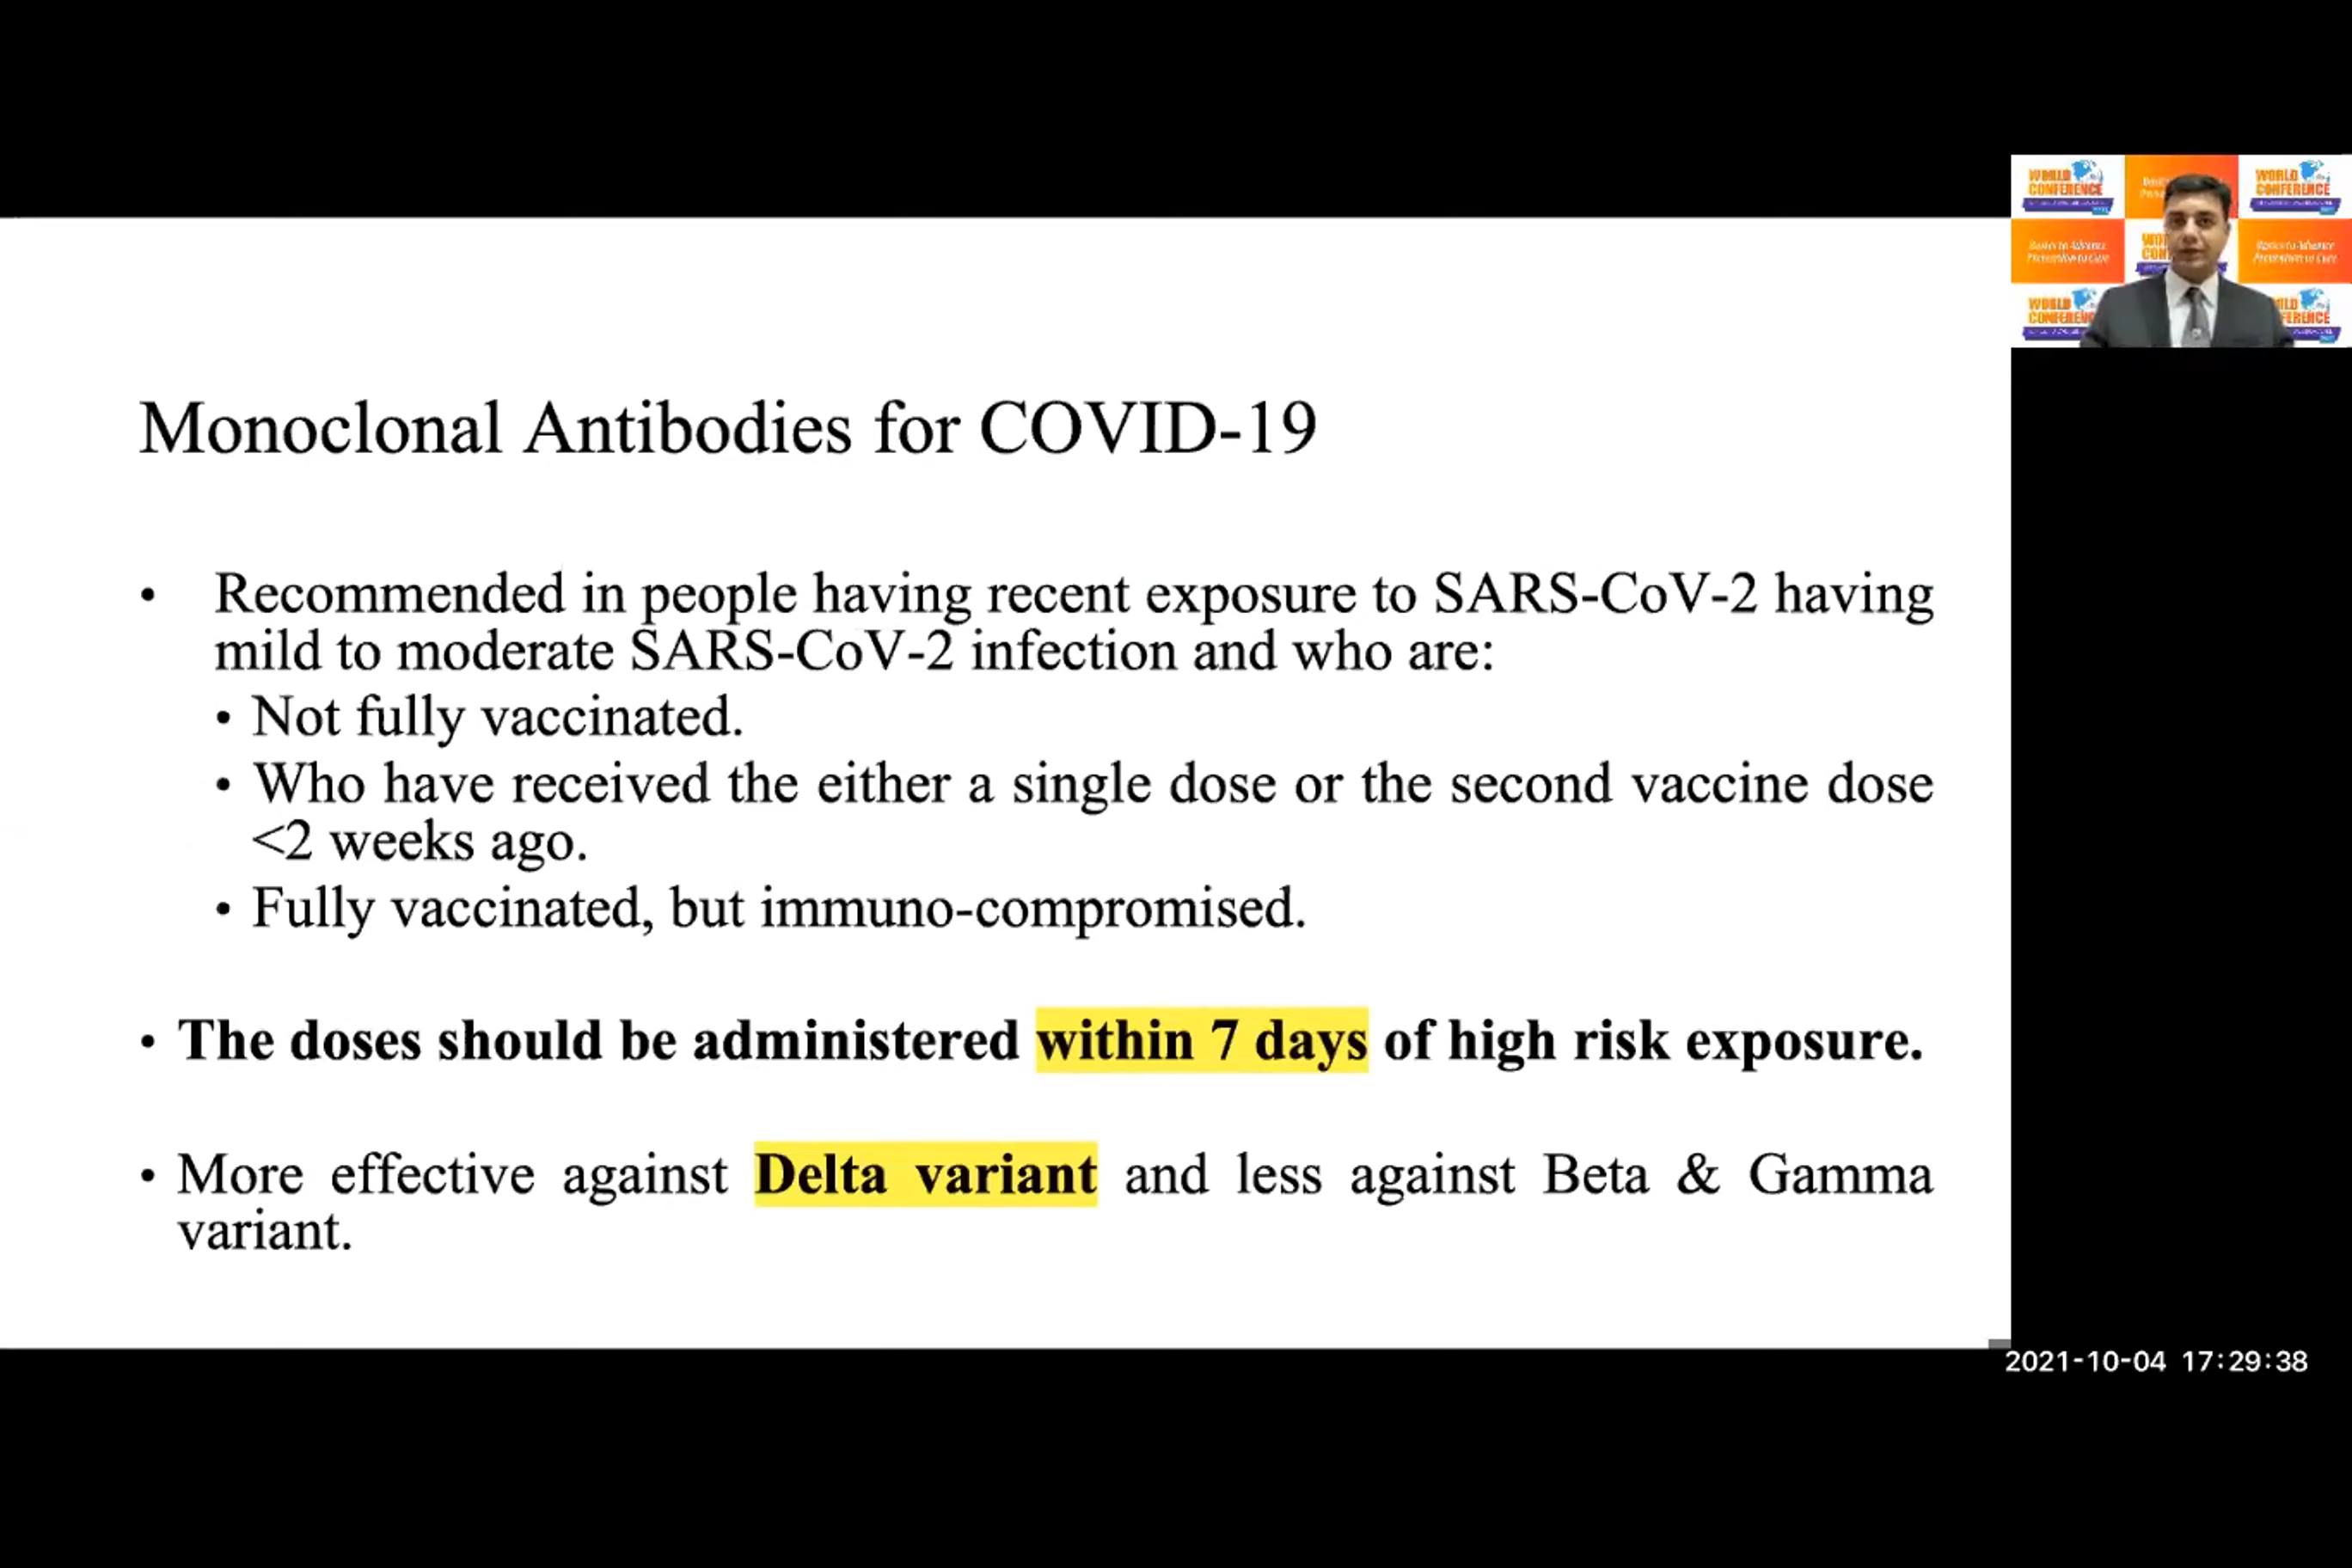 WORLD
CONFERENCE
WORLD
CONFERENCE
Monoclonal Antibodies for COVID-19
• Recommended in people having recent exposure to SARS-CoV-2 having
mild to moderate SARS-CoV-2 infection and who are:
• Not fully vaccinated.
• Who have received the either a single dose or the second vaccine dose
<2 weeks ago.
• Fully vaccinated, but immuno-compromised.
• The doses should be administered within 7 days of high risk exposure.
• More effective against Delta variant and less against Beta & Gamma
variant.
2021-10-04 17:29:38